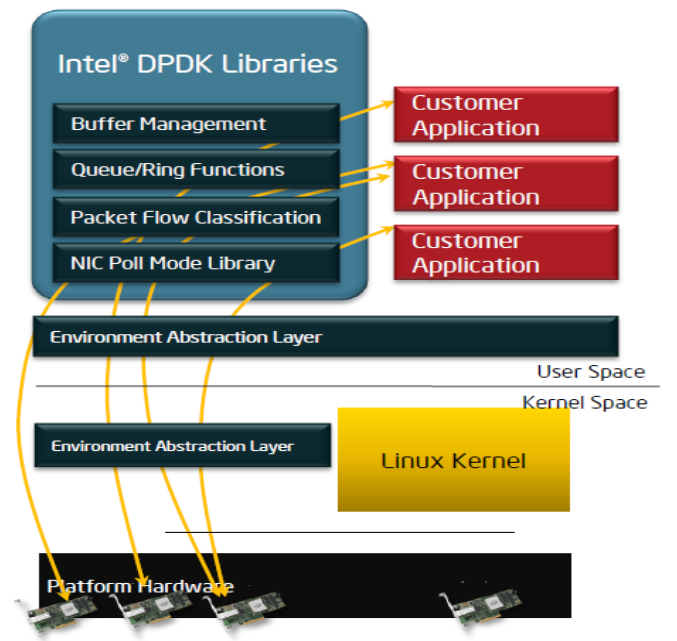 Intel® DPDK Libraries
Buffer Management
Queue/Ring Functions
Packet Flow Classification
NIC Poll Mode Library
Customer
Application
Customer
Application
Customer
Application
Environment Abstraction Layer
User Space
Kernel Space
Environment Abstraction Layer
Linux Kernel
Platform Hardware